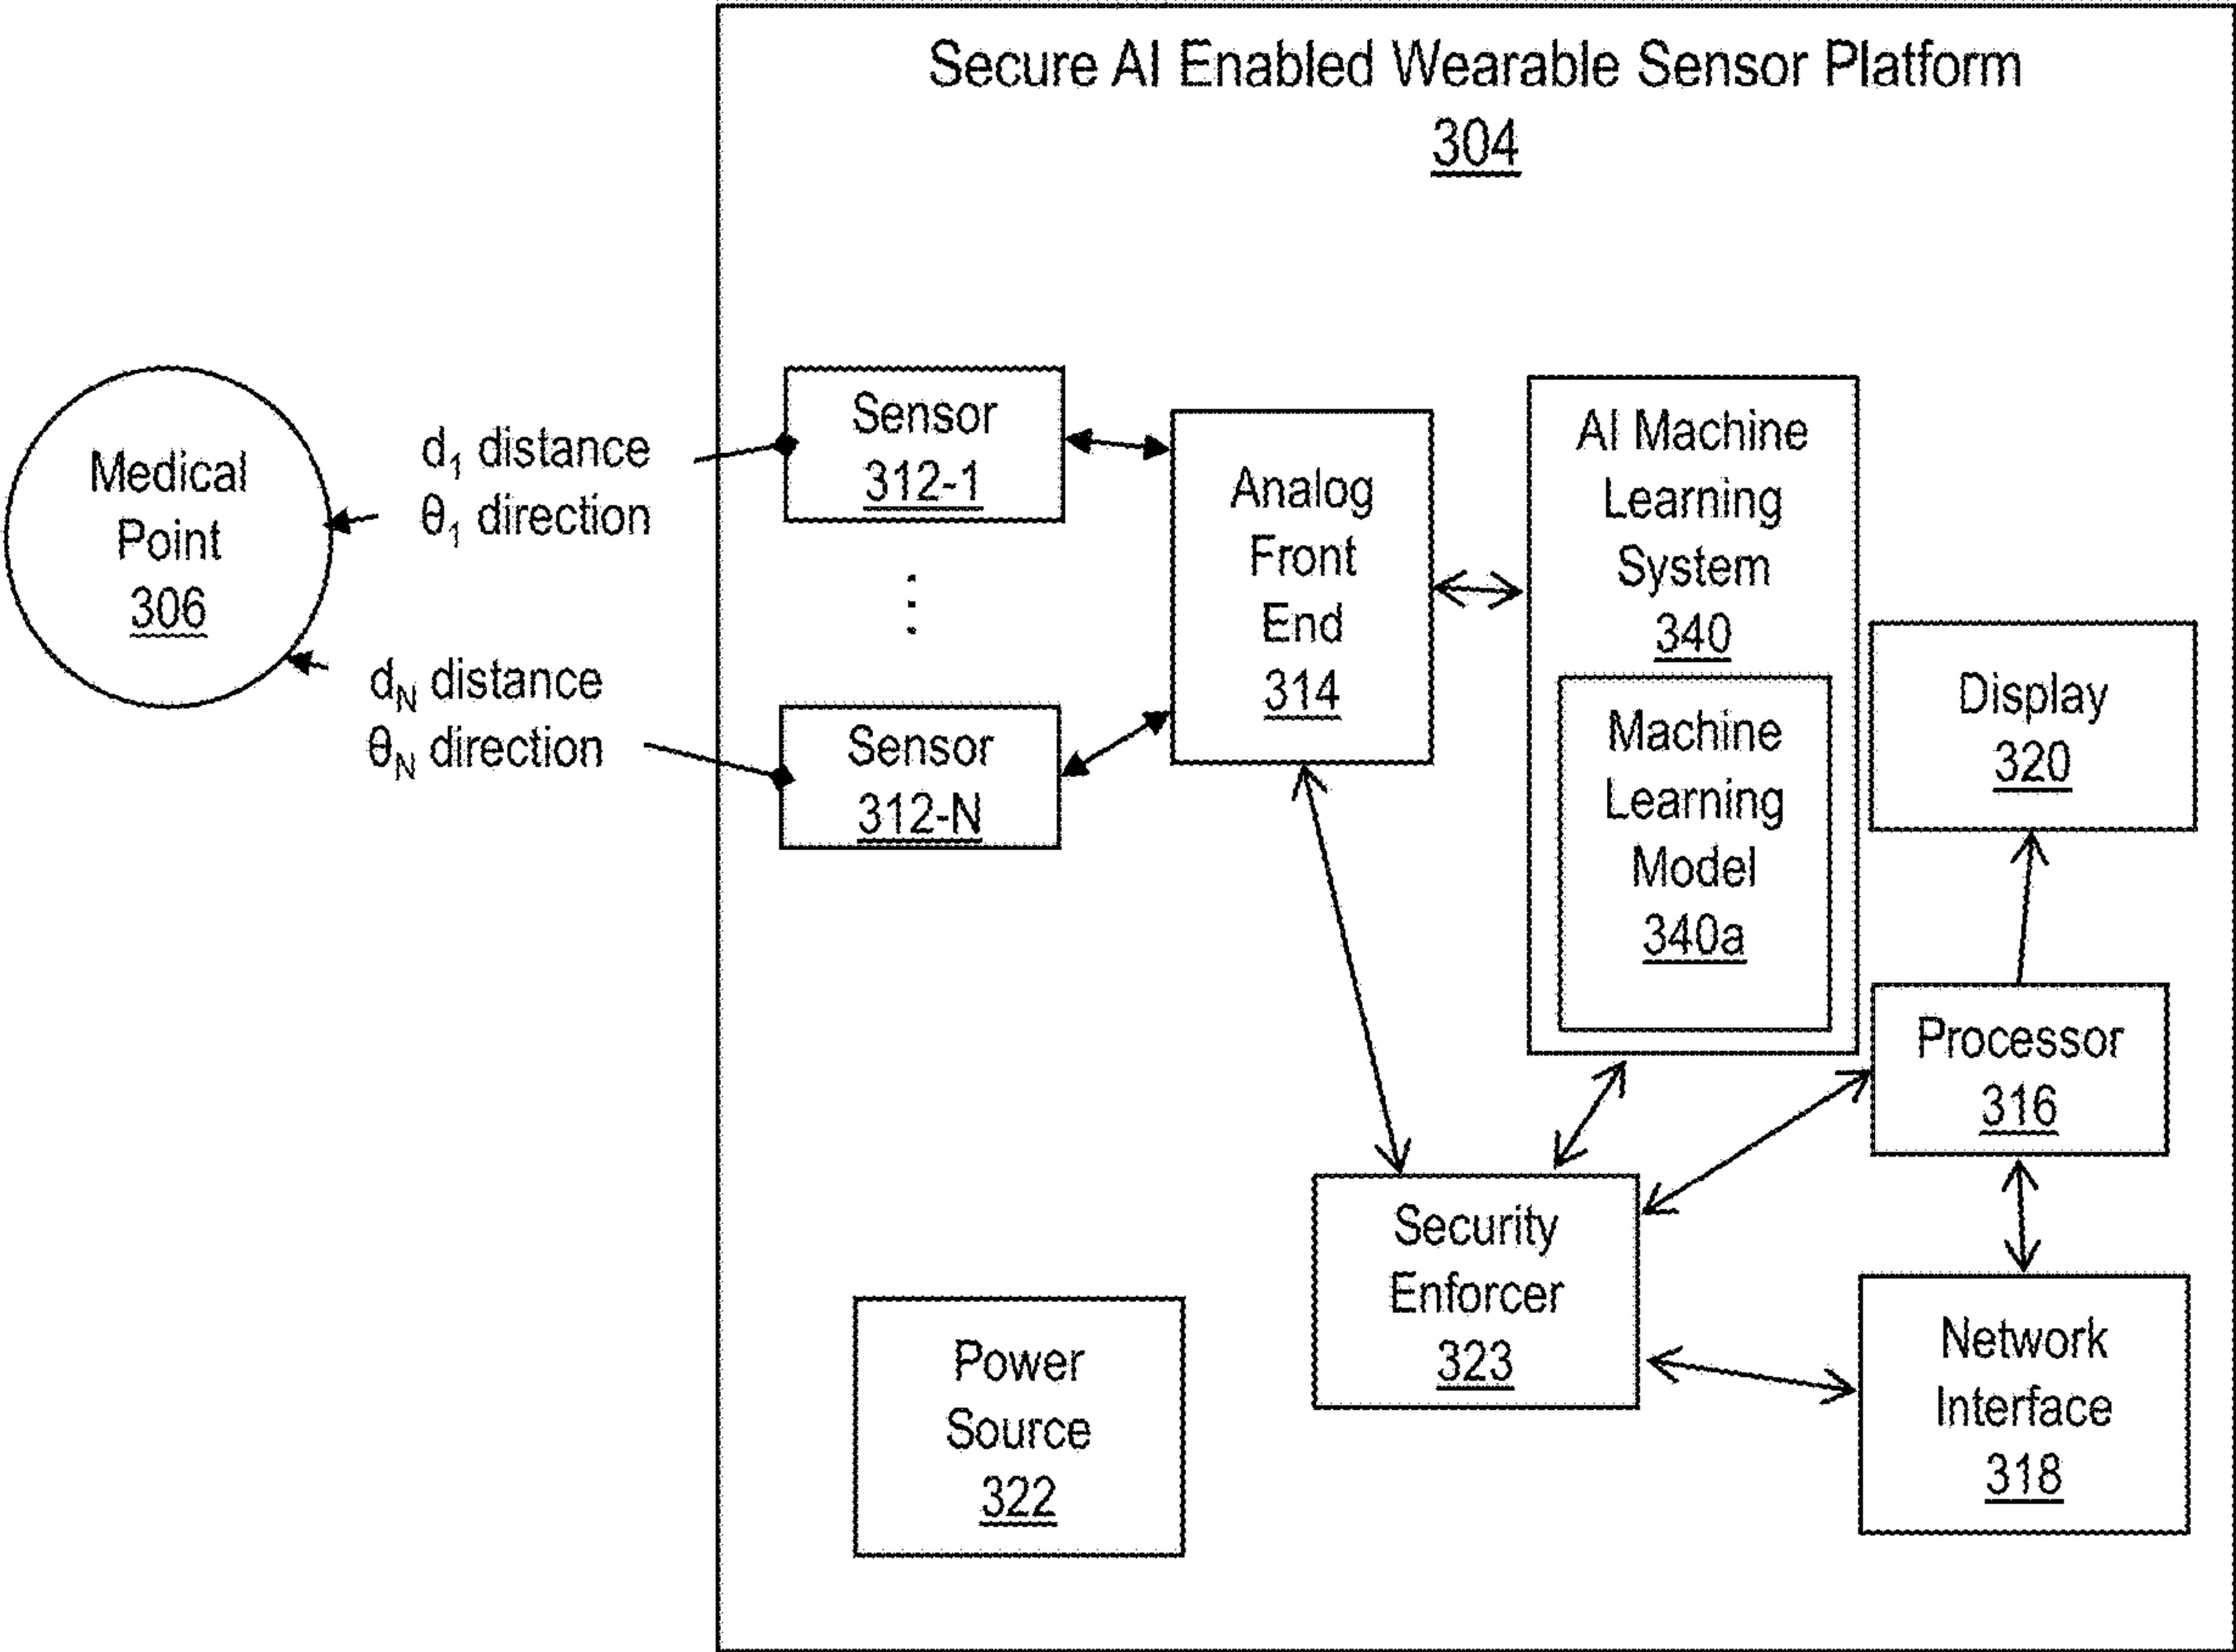 Secure AI Enabled Wearable Sensor Platform
304
Medical
Point
306
d1 distance
θ1 direction
dN distance
θN direction
Sensor
312-1
Sensor
312-N
Analog
Front
End
314
AI Machine
Learning
System
340
Machine
Learning
Model
340a
Display
320
Processor
316
Security
Enforcer
323
Network
Interface
318
Power
Source
322